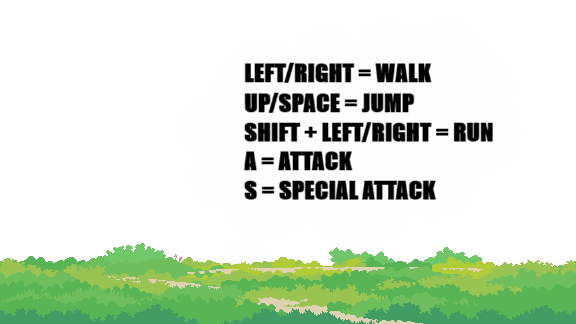 LEFT/RIGHT = WALK
UP/SPACE = JUMP
SHIFT + LEFT/RIGHT = RUN
A = ATTACK
S = SPECIAL ATTACK